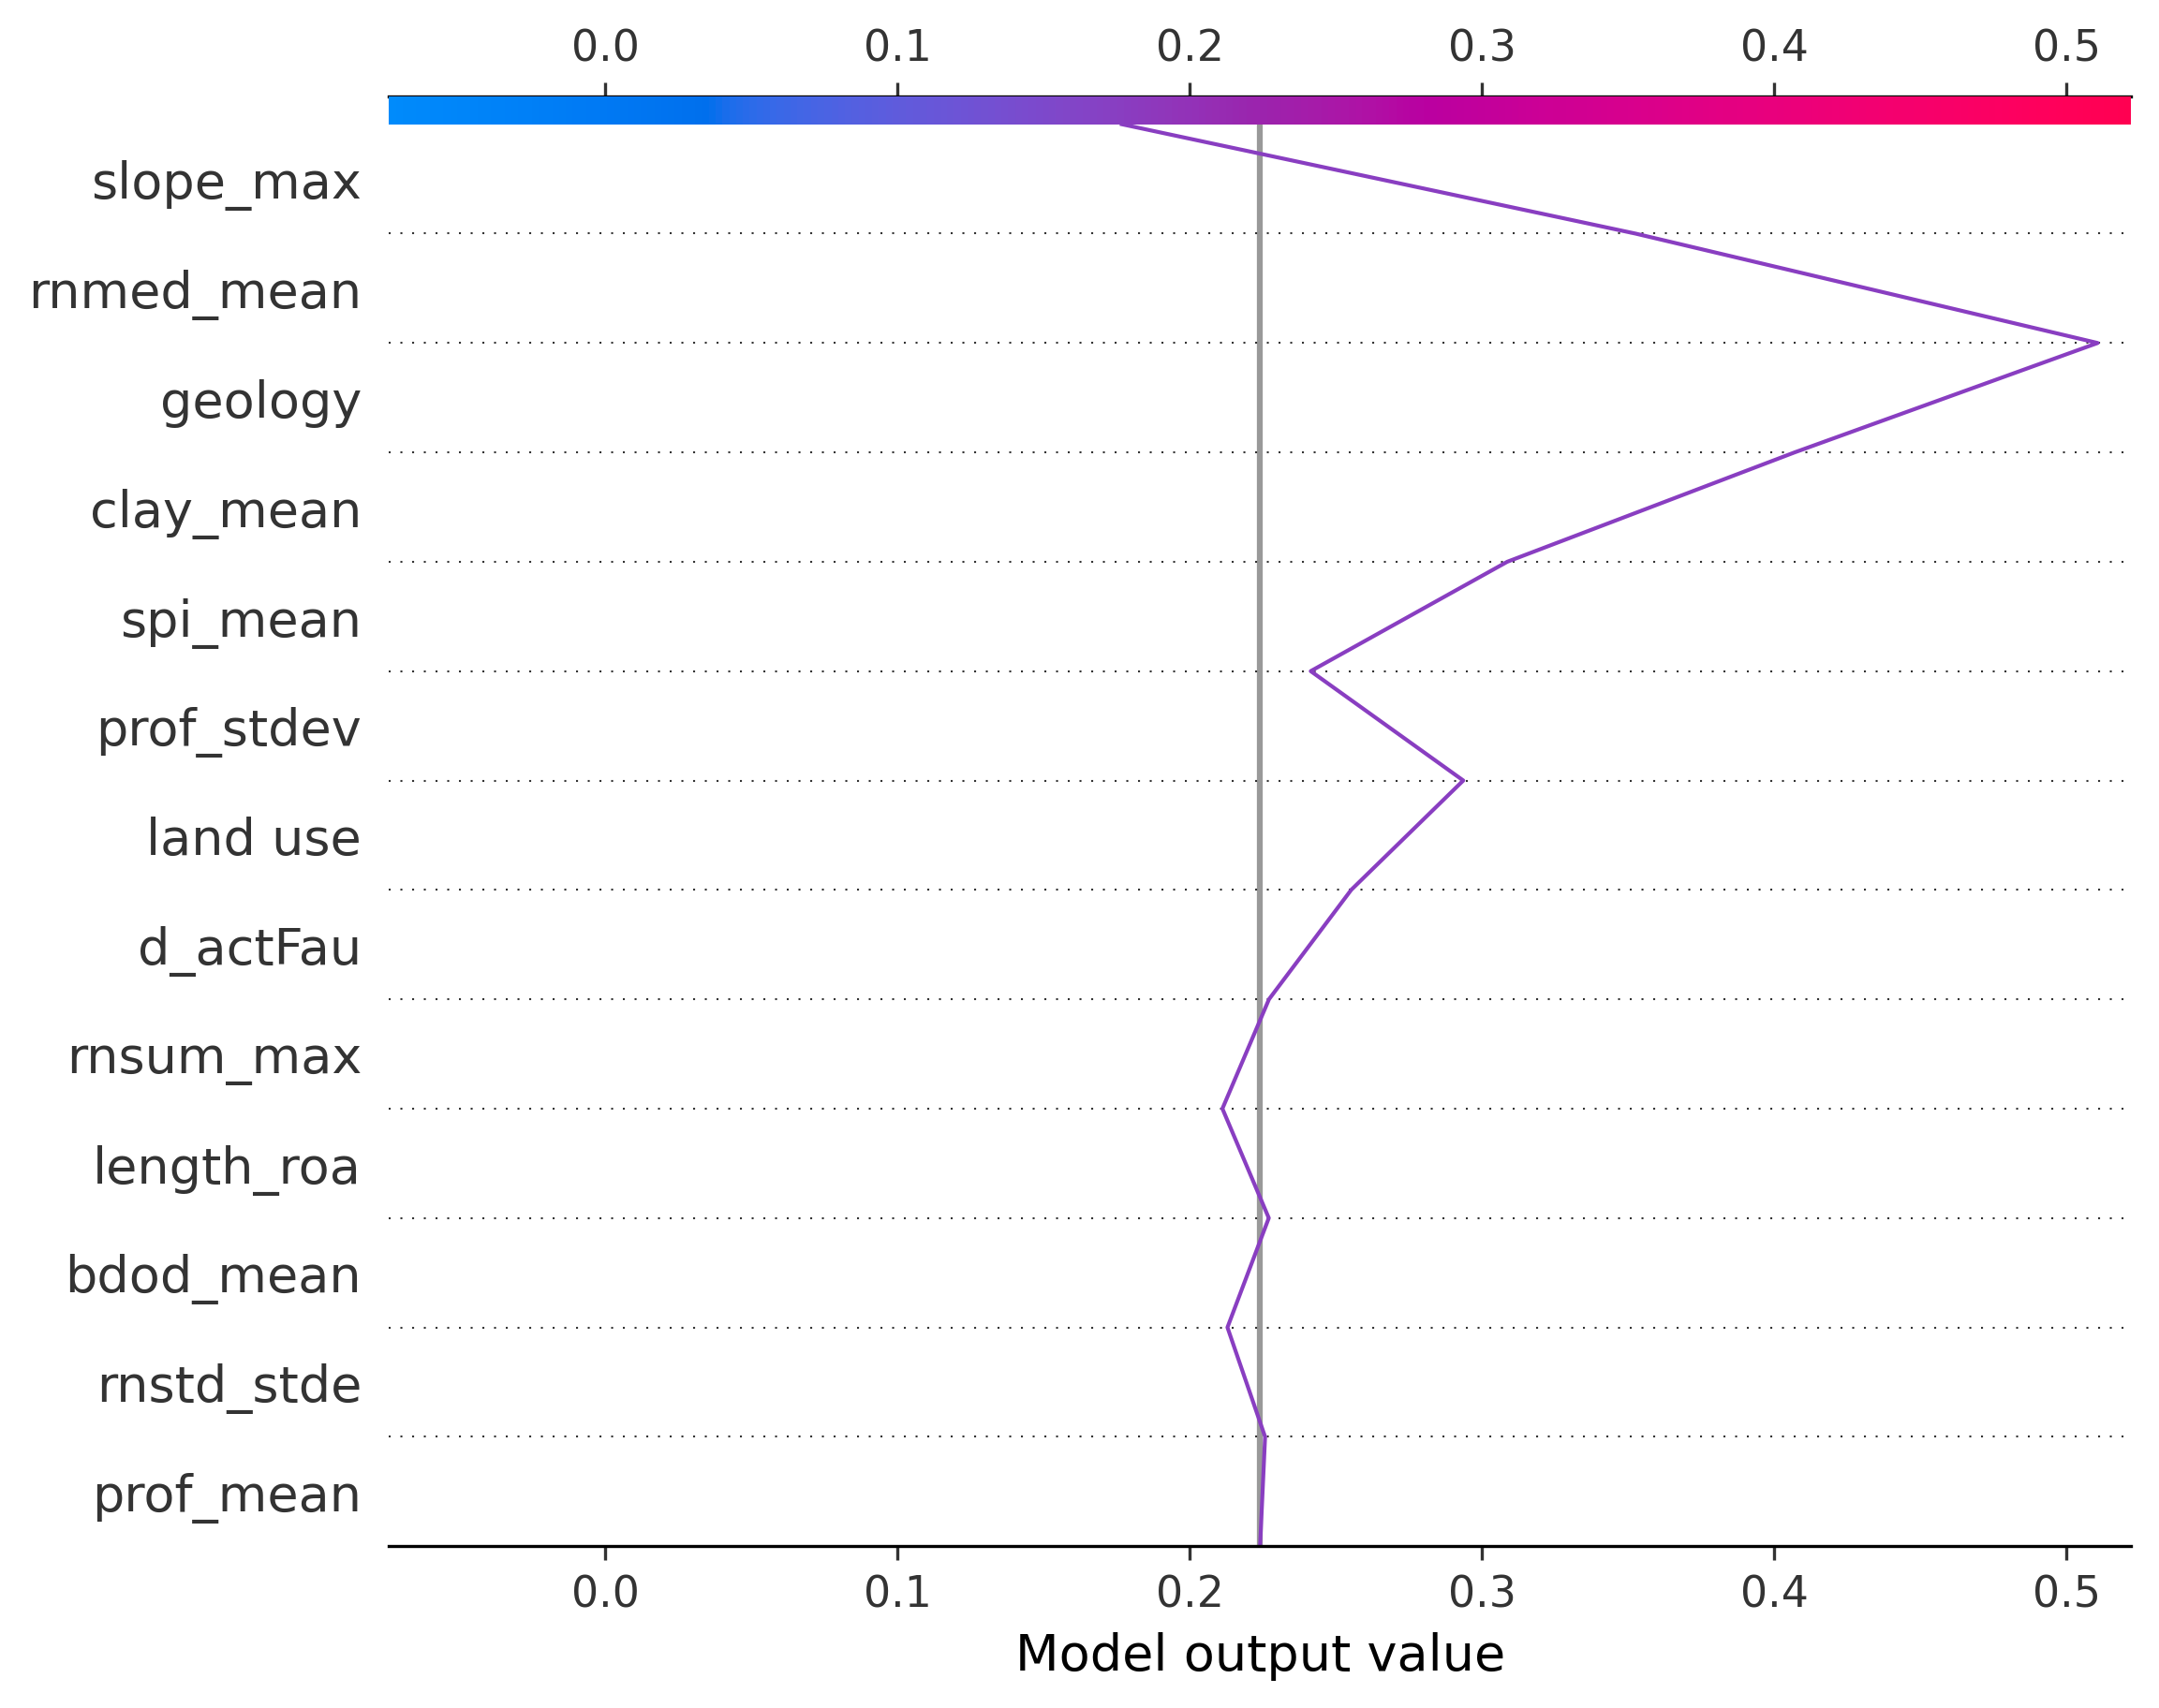 0.0 0.1 0.2 0.3 0.4 0.5
slope_max
rnmed_mean
geology
clay_mean
spi_mean
prof_stdev
land use
d_actFau
rnsum_max
length_roa
bdod_mean
rnstd_stde
prof_mean
0.0 0.1 0.2 0.3 0.4 0.5
Model output value